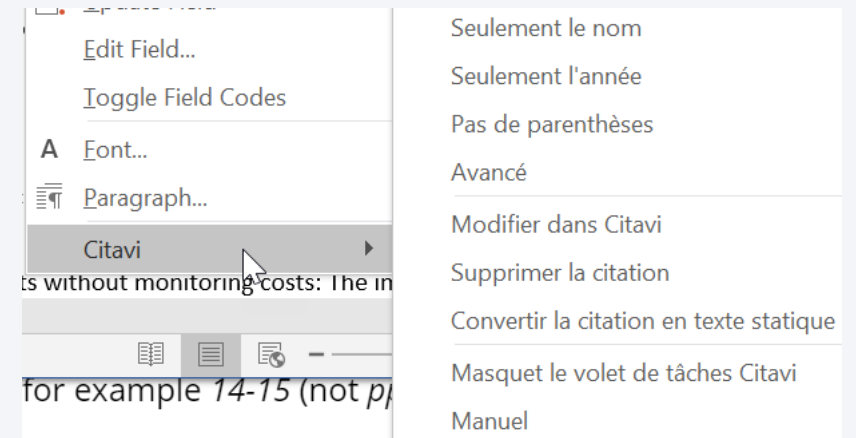 Edit Field...
Toggle Field Codes
A Font...
Paragraph...
Citavi
ts without monitoring costs: The im
for example 14-15 (not pp
Seulement le nom
Seulement l'année
Pas de parenthèses
Avancé
Modifier dans Citavi
Supprimer la citation
Convertir la citation en texte statique
Masquet le volet de tâches Citavi
Manuel